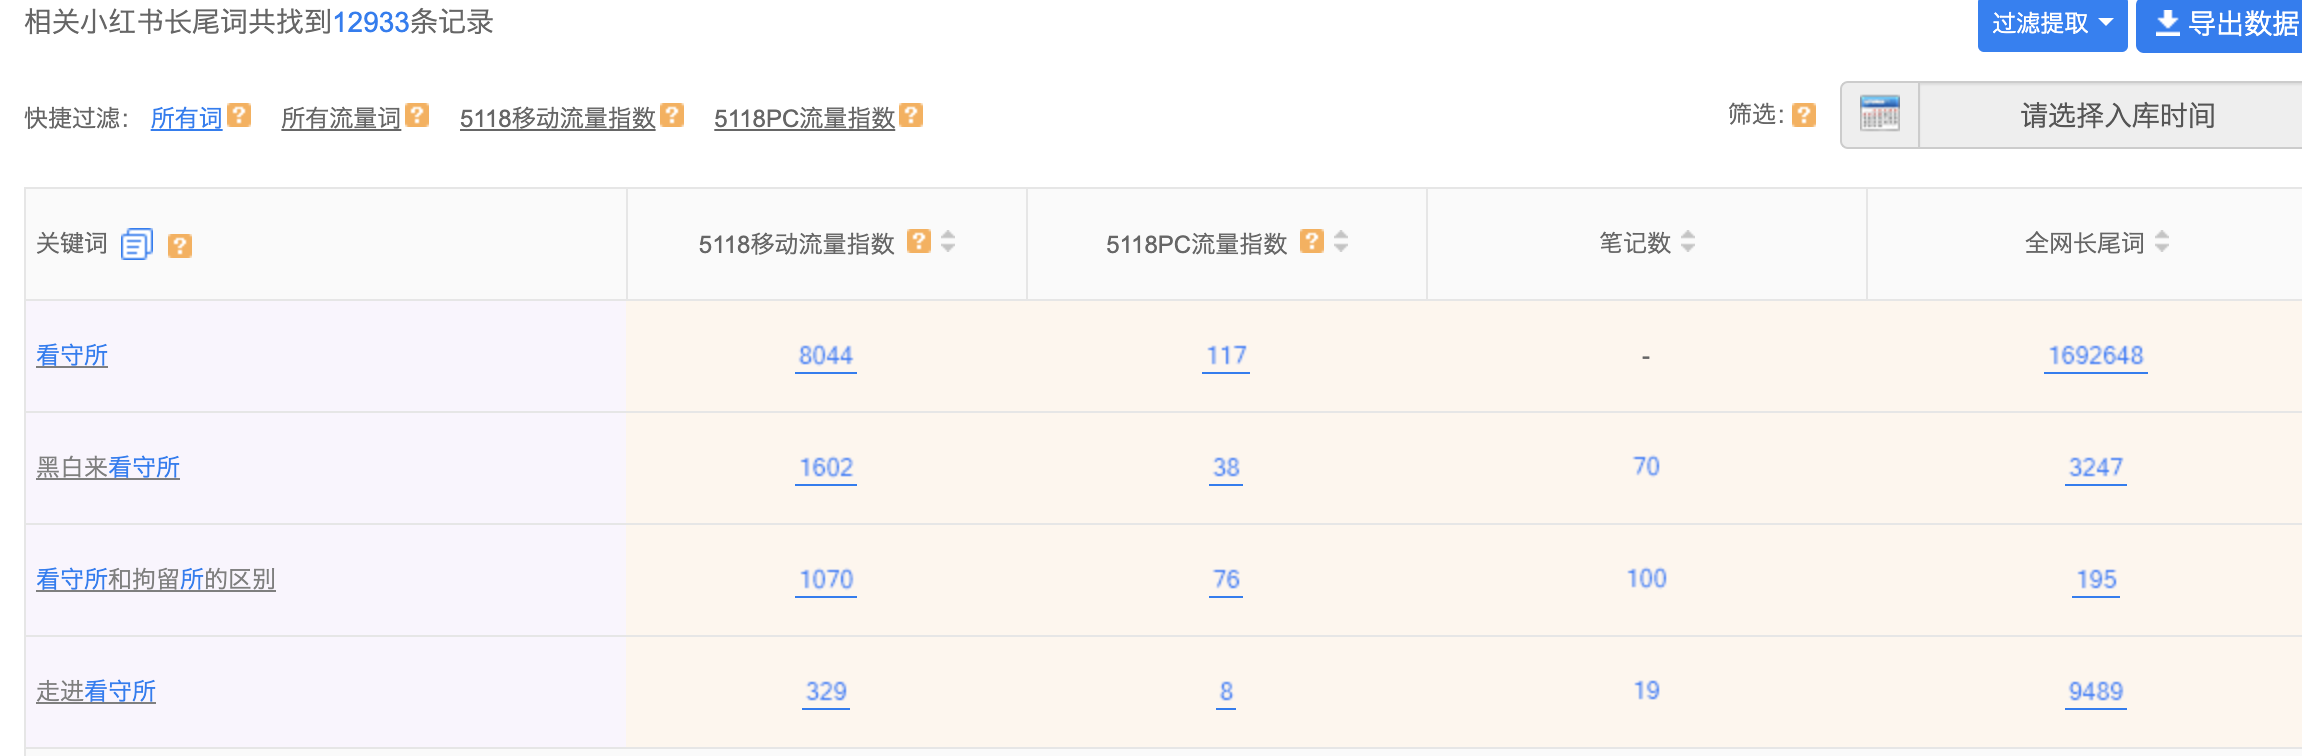 相关小红书长尾词共找到12933条记录
过滤提取 导出数据
快捷过滤： 所有词 所有流量词 5118移动流量指数 5118PC流量指数 筛选： 请选择入库时间
关键词 5118移动流量指数 5118PC流量指数 笔记数 全网长尾词
看守所 8044 117 - 1692648
黑白来看守所 1602 38 70 3247
看守所和拘留所的区别 1070 76 100 195
走进看守所 329 8 19 9489